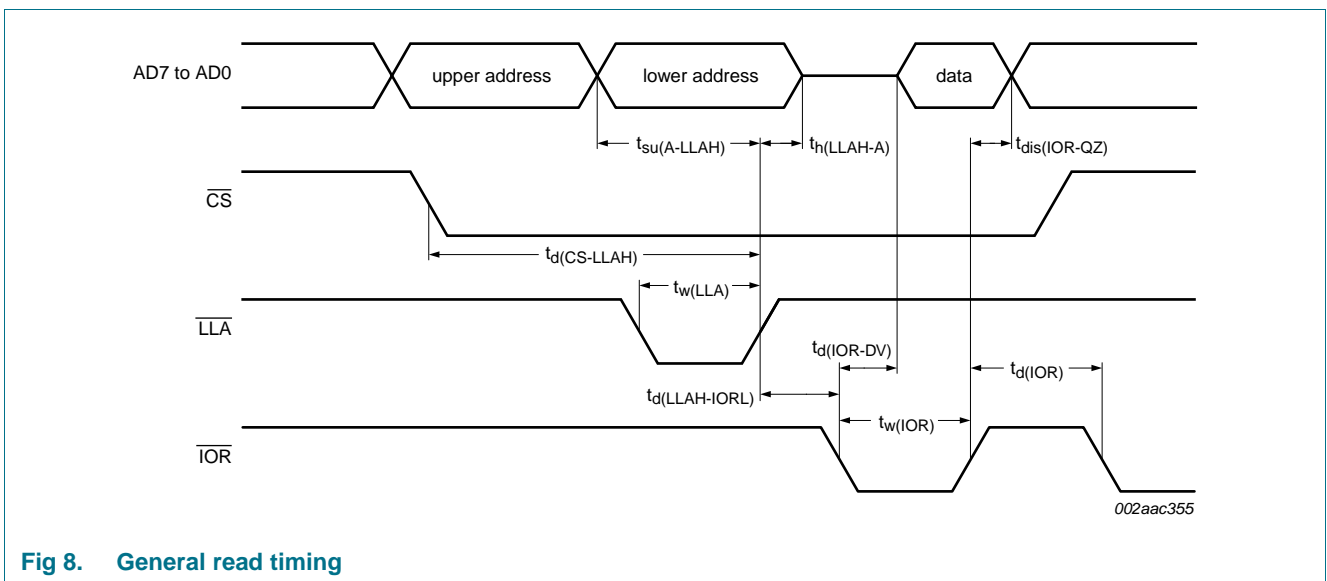 AD7 to AD0 upper address lower address data
tsu(A-LLAH) th(LLAH-A) tdis(IOR-QZ)
CS
td(CS-LLAH)
tw(LLA)
LLA
td(IOR-DV)
td(IOR)
td(LLAH-IORL)
tw(IOR)
IOR
002aac355
Fig 8. General read timing